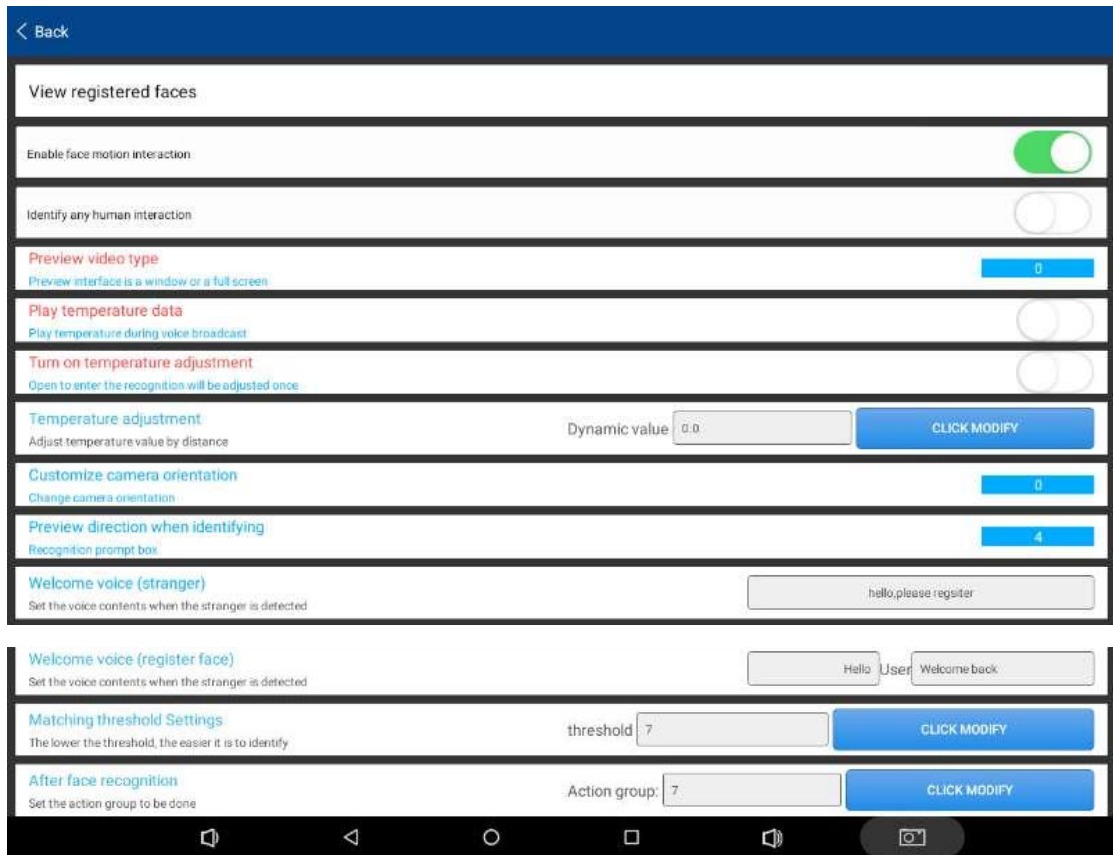 Back
View registered faces
Enable face motion interaction
Identify any human interaction
Preview video type
0
Preview interface is a window or a full screen
Play temperature data
Play temperature during voice broadcast
Turn on temperature adjustment
Open to enter the recognition will be adjusted once
Temperature adjustment
Dynamic value 0.0 CLICK MODIFY
Adjust temperature value by distance
Customize camera orientation
0
Change camera orientation
Preview direction when identifying
4
Recognition prompt box
Welcome voice (stranger)
hello,please regsiter
Set the voice contents when the stranger is detected
Welcome voice (register face)
Hello User Welcome back
Set the voice contents when the stranger is detected
Matching threshold Settings
threshold 7 CLICK MODIFY
The lower the threshold, the easier it is to identify
After face recognition
Action group: 7 CLICK MODIFY
Set the action group to be done